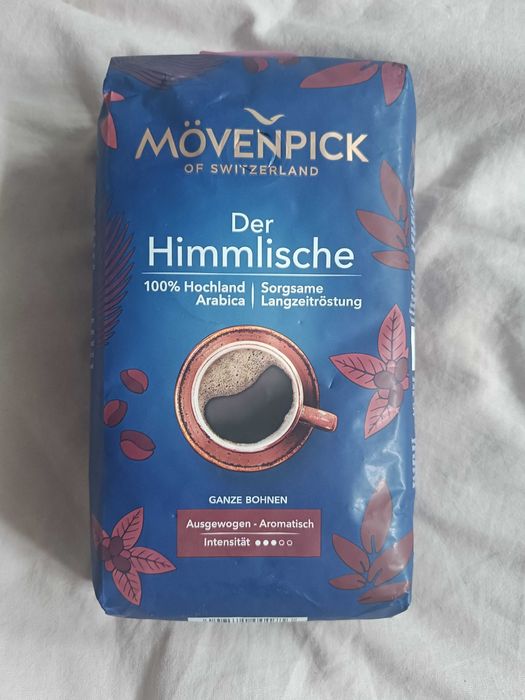 MÖVENPICK
OF SWITZERLAND
Der
Himmlische
100% Hochland Arabica
Sorgsame Langzeitröstung
GANZE BOHNEN
Ausgewogen - Aromatisch
Intensität